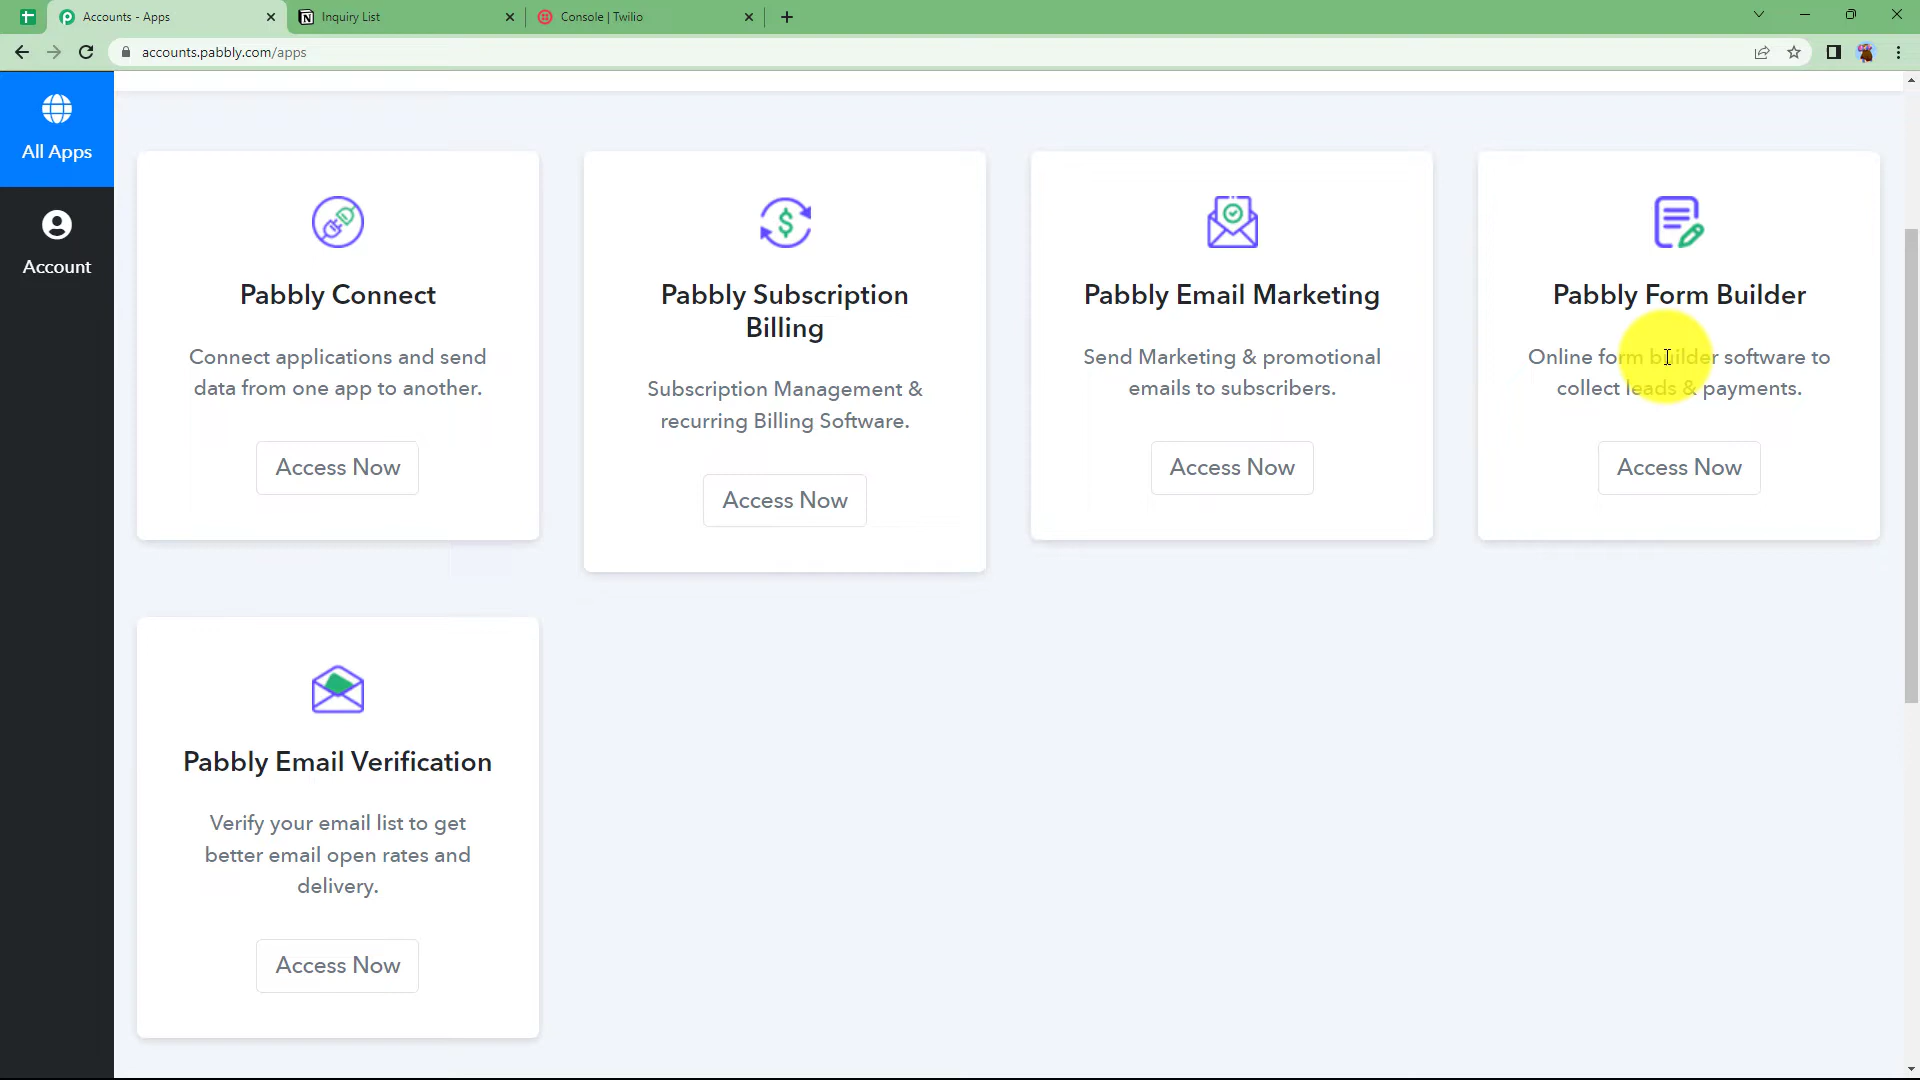 Accounts - Apps
Inquiry List
Console | Twilio
accounts.pabbly.com/apps
All Apps
Account
Pabbly Connect
Connect applications and send
data from one app to another.
Access Now
Pabbly Subscription
Billing
Subscription Management &
recurring Billing Software.
Access Now
Pabbly Email Marketing
Send Marketing & promotional
emails to subscribers.
Access Now
Pabbly Form Builder
Online form builder software to
collect leads & payments.
Access Now
Pabbly Email Verification
Verify your email list to get
better email open rates and
delivery.
Access Now